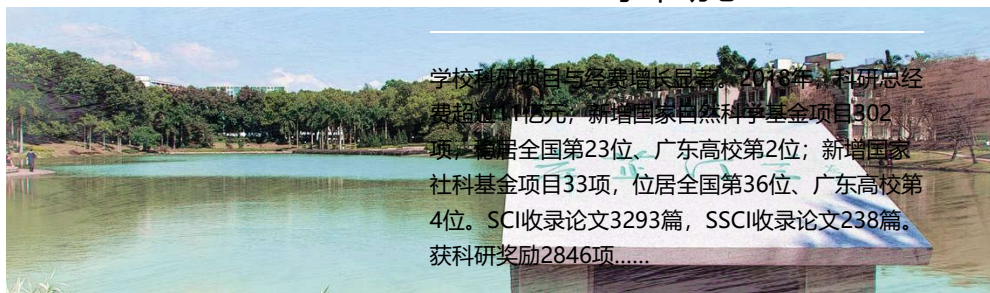 学校科研项目与经费增长显著。2018年，科研总经
费超过11亿元，新增国家自然科学基金项目302
项，稳居全国第23位、广东高校第2位；新增国家
社科基金项目33项，位居全国第36位、广东高校第
4位。SCI收录论文3293篇，SSCI收录论文238篇。
获科研奖励2846项......